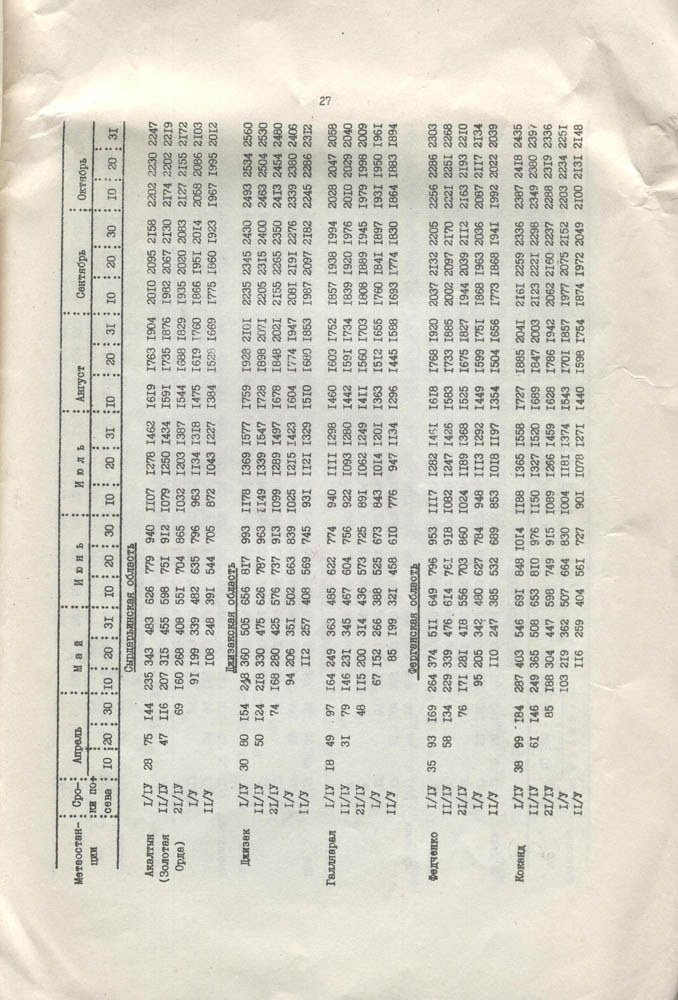 27
Метеостан- Сро- Апрель М а й И ю н ь И ю л ь Август Сентябрь Октябрь
ции ки по-
сева I0 20 30 I0 20 3I I0 20 30 I0 20 3I I0 20 3I I0 20 30 I0 20 3I
Сырдарьинская область
Акалтын I/IУ 28 75 I44 235 343 483 626 779 940 II07 I278 I462 I6I9 I763 I904 20I0 2095 2I58 2202 2230 2247
(Золотая II/IУ 47 II6 207 3I5 455 598 75I 9I2 I079 I250 I434 I59I I735 I876 I982 2067 2I30 2I74 2202 22I9
Орда) 2I/IУ 69 I60 268 408 55I 704 865 I032 I203 I387 I544 I688 I829 I935 2020 2083 2I27 2I55 2I72
I/У 9I I99 339 482 635 796 963 II34 I3I8 I475 I6I9 I760 I866 I95I 20I4 2058 2086 2I03
II/У I08 248 39I 544 705 872 I043 I227 I384 I528 I669 I775 I860 I923 I967 I995 20I2
Джизакская область
Джизак I/IУ 30 80 I54 248 360 505 656 8I7 993 II78 I369 I577 I759 I928 2I0I 2235 2345 2430 2493 2534 2560
II/IУ 50 I24 2I8 330 475 626 787 963 II49 I339 I547 I728 I898 207I 2205 23I5 2400 2463 2504 2530
2I/IУ 74 I68 280 425 576 737 9I3 I099 I289 I497 I678 I848 202I 2I55 2265 2350 24I3 2454 2480
I/У 94 206 35I 502 663 839 I025 I2I5 I423 I604 I774 I947 208I 2I9I 2276 2339 2380 2406
II/У II2 257 408 569 745 93I II2I I329 I5I0 I680 I853 I987 2097 2I82 2245 2286 23I2
Галляарал I/IУ I8 49 97 I64 249 363 485 622 774 940 IIII I298 I460 I603 I752 I857 I938 I994 2028 2052 2058
II/IУ 3I 79 I46 23I 345 467 604 756 922 I093 I280 I442 I59I I734 I839 I920 I976 20I0 2029 2040
2I/IУ 48 II5 200 3I4 436 573 725 89I I062 I249 I4II I560 I703 I808 I889 I945 I979 I998 2009
I/У 67 I52 266 388 525 673 843 I0I4 I20I I363 I5I2 I655 I760 I84I I897 I93I I950 I96I
II/У 85 I99 32I 458 6I0 776 947 II34 I296 I445 I588 I693 I774 I830 I864 I883 I894
Ферганская область
Федченко I/IУ 35 93 I69 264 374 5II 649 796 953 III7 I282 I46I I6I8 I768 I920 2037 2I32 2205 2256 2286 2303
II/IУ 58 I34 229 339 476 6I4 76I 9I8 I082 I247 I426 I583 I733 I885 2002 2097 2I70 222I 225I 2268
2I/IУ 76 I7I 28I 4I8 556 703 860 I024 II89 I368 I525 I675 I827 I944 2039 2II2 2I63 2I93 22I0
I/У 95 205 342 480 627 784 948 III3 I292 I449 I599 I75I I868 I963 2036 2087 2II7 2I34
II/У II0 247 385 532 689 853 I0I8 II97 I354 I504 I656 I773 I868 I94I I992 2022 2039
Коканд I/IУ 38 99 I84 287 403 546 69I 848 I0I4 II88 I365 I558 I727 I885 204I 2I6I 2259 2336 2387 24I8 2435
II/IУ 6I I46 249 365 508 653 8I0 976 II50 I327 I520 I689 I847 2003 2I23 222I 2298 2349 2380 2397
2I/IУ 85 I88 304 447 598 749 9I5 I089 I266 I459 I628 I786 I942 2062 2I60 2237 2288 23I9 2336
I/У I03 2I9 362 507 664 830 I004 II8I I374 I543 I70I I857 I977 2075 2I52 2203 2234 225I
II/У II6 259 404 56I 727 90I I078 I27I I440 I598 I754 I874 I972 2049 2I00 2I3I 2I48